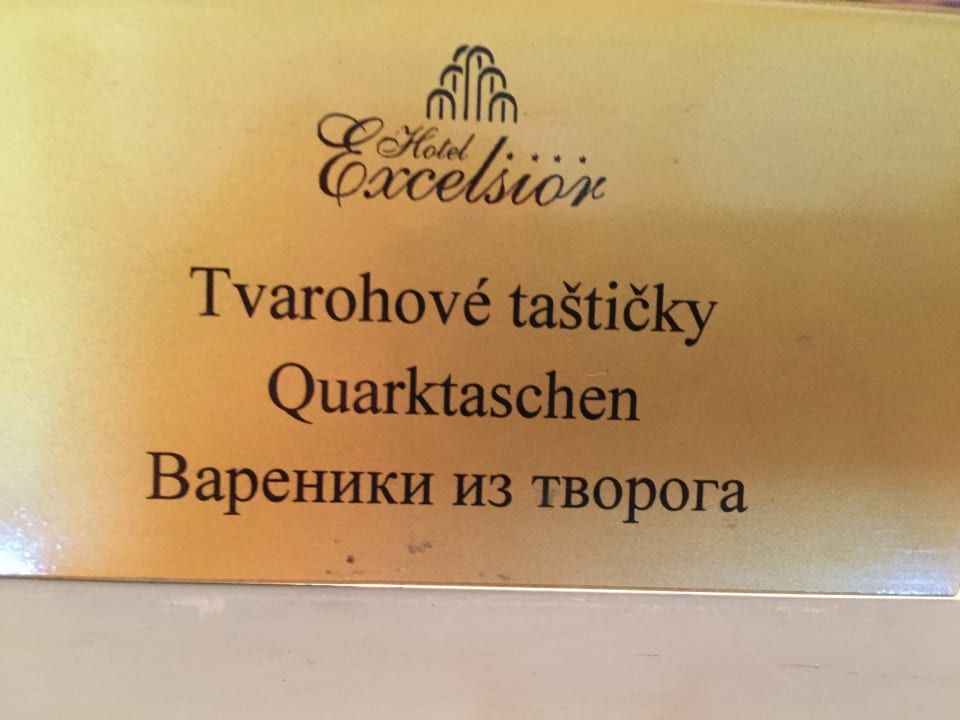 Hotel
Excelsior
Tvarohové taštičky
Quarktaschen
Вареники из творога